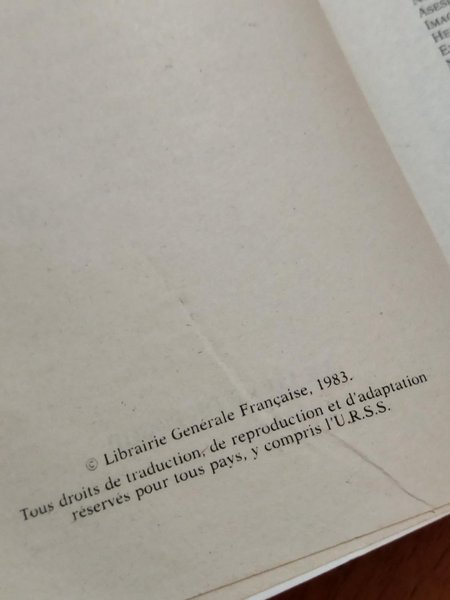 © Librairie Générale Française, 1983.
Tous droits de traduction, de reproduction et d'adaptation
réservés pour tous pays, y compris l'U.R.S.S.